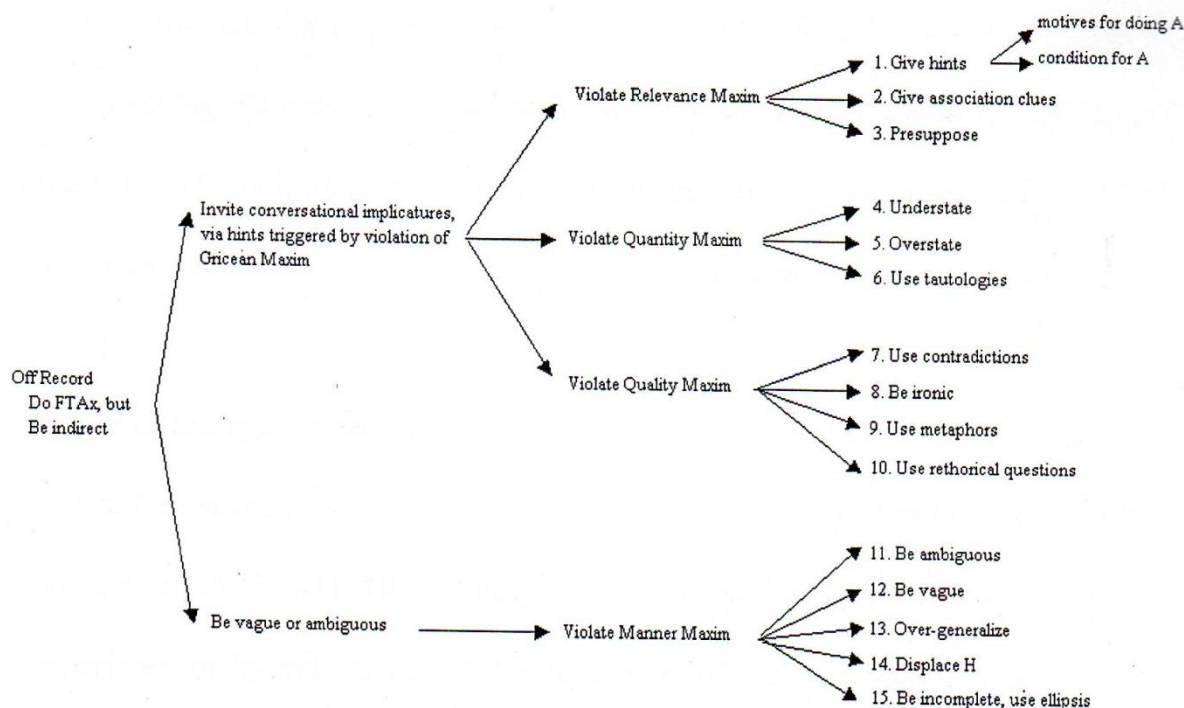 motives for doing A
1. Give hints
condition for A
Violate Relevance Maxim
2. Give association clues
3. Presuppose
Invite conversational implicatures,
via hints triggered by violation of
Gricean Maxim
4. Understate
Violate Quantity Maxim
5. Overstate
6. Use tautologies
7. Use contradictions
Off Record
Do FTAx, but
Be indirect
Violate Quality Maxim
8. Be ironic
9. Use metaphors
10. Use rethorical questions
11. Be ambiguous
12. Be vague
Be vague or ambiguous
Violate Manner Maxim
13. Over-generalize
14. Displace H
15. Be incomplete, use ellipsis